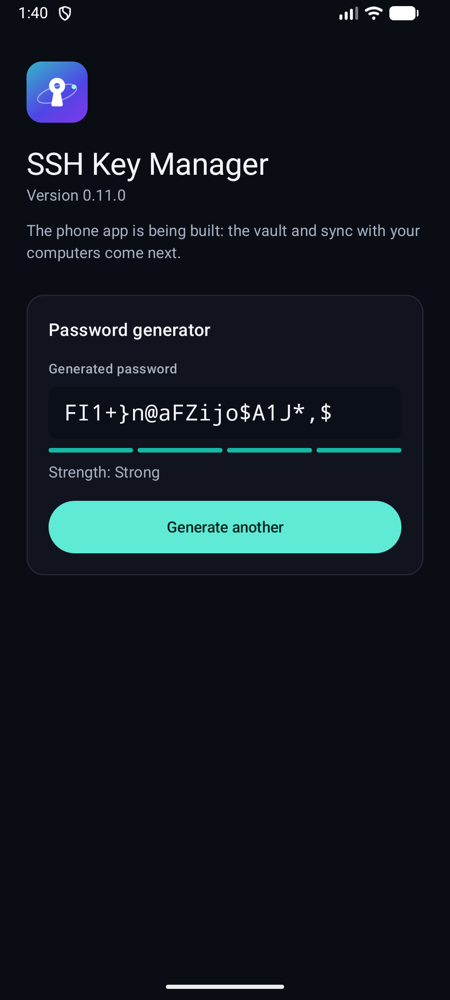 1:40
SSH Key Manager
Version 0.11.0
The phone app is being built: the vault and sync with your
computers come next.
Password generator
Generated password
FI1+}n@aFZijo$A1J*,$
Strength: Strong
Generate another